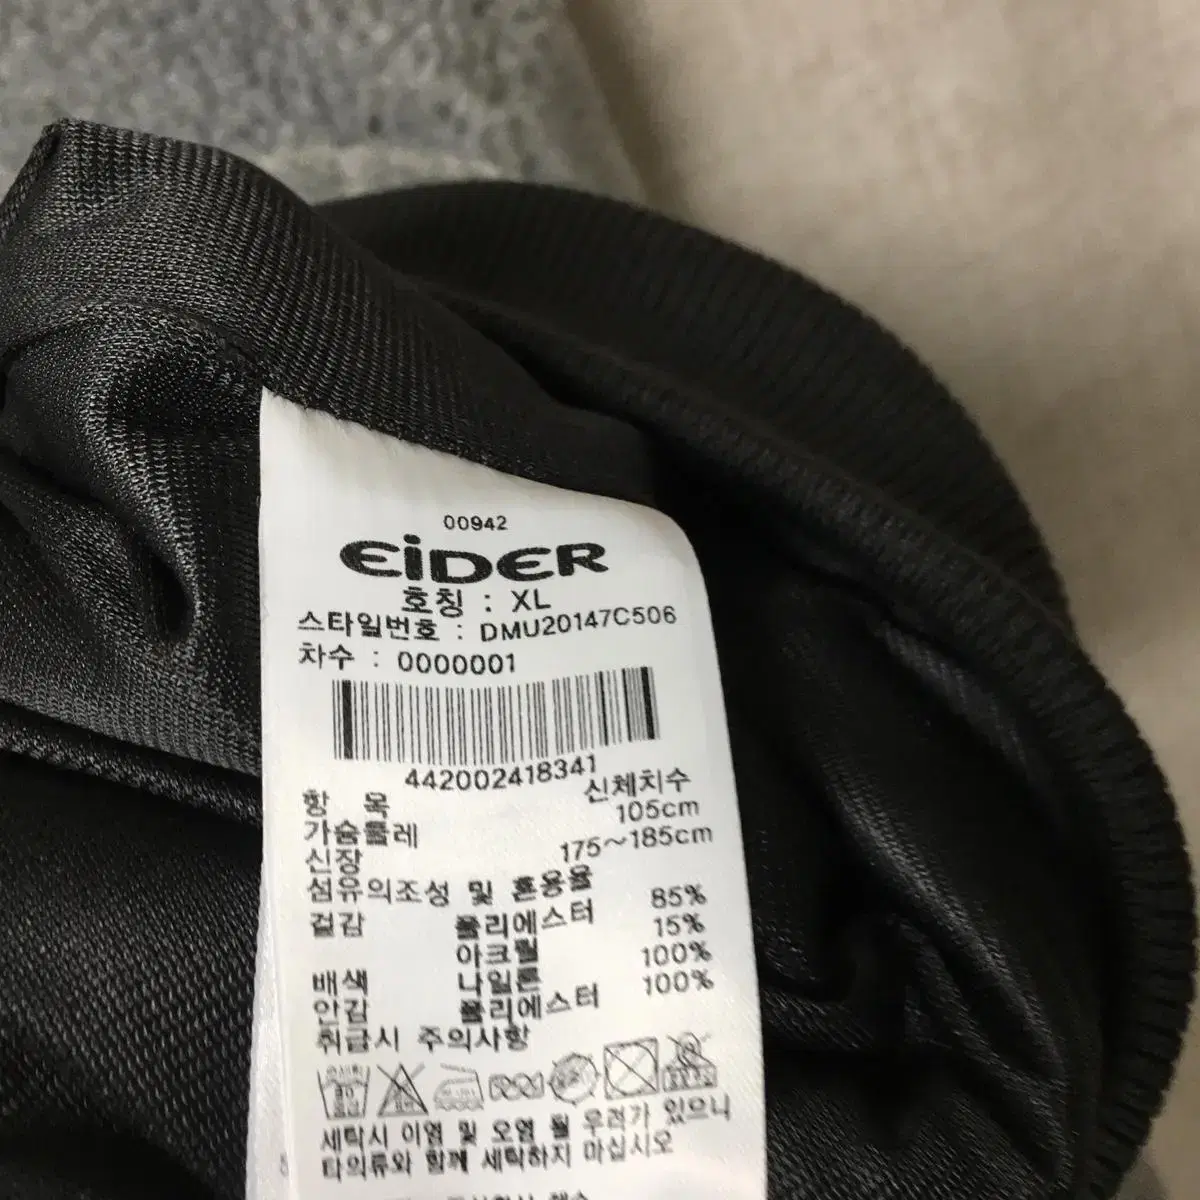 00942
EiDER
호칭 : XL
스타일번호 : DMU20147C506
차수 : 0000001
442002418341
항 목 신체치수
가슴둘레 105cm
신장 175~185cm
섬유의조성 및 혼용율
겉감 폴리에스터 85%
아크릴 15%
배색 나일론 100%
안감 폴리에스터 100%
취급시 주의사항
세탁시 이염 및 오염 될 우려가 있으니
타의류와 함께 세탁하지 마십시오